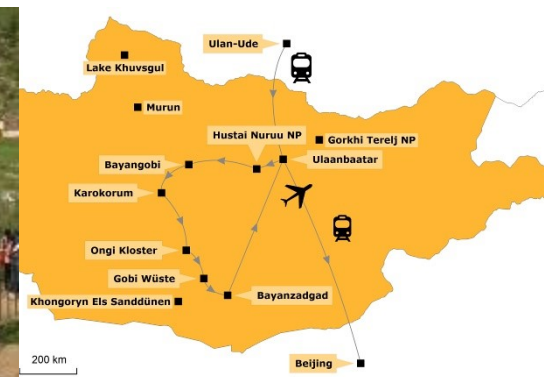 Ulan-Ude
Lake Khuvsgul
Murun
Hustai Nuruu NP
Gorkhi Terelj NP
Bayangobi
Ulaanbaatar
Karokorum
Ongi Kloster
Gobi Wüste
Khongoryn Els Sanddünen
Bayanzadgad
200 km
Beijing